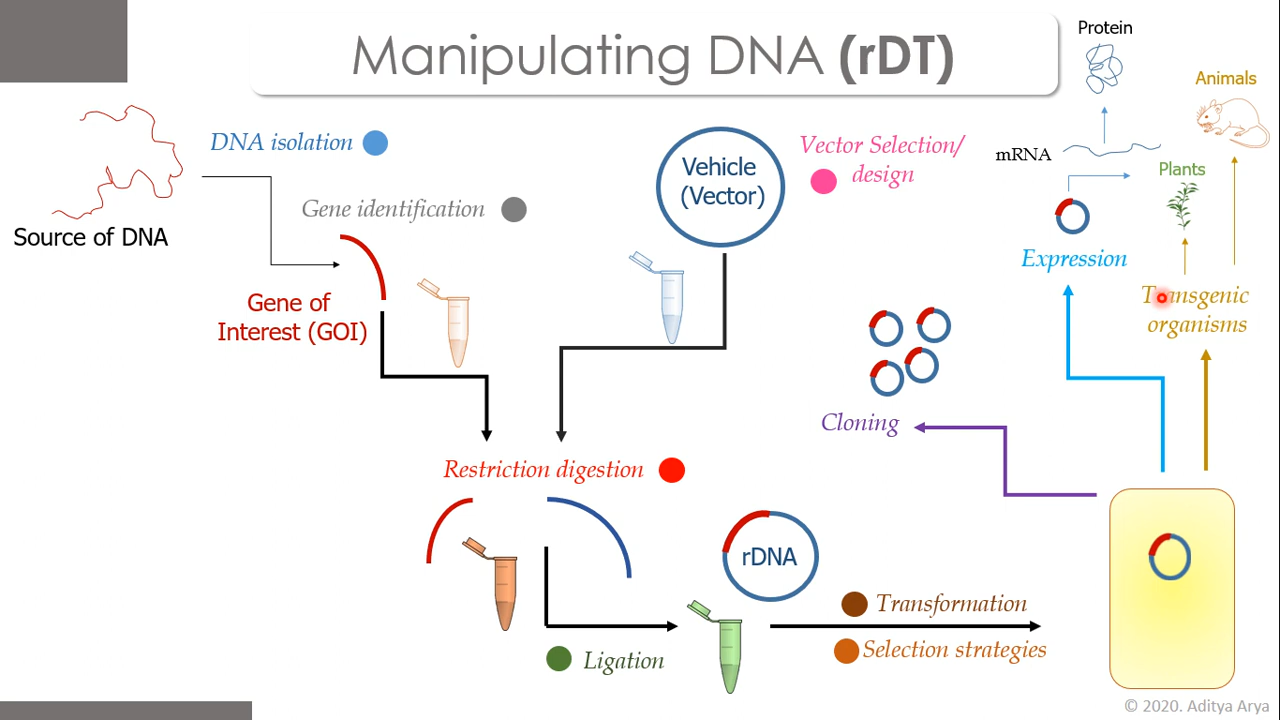 Manipulating DNA (rDT)
Protein
Animals
DNA isolation
Vehicle
(Vector)
Vector Selection/
design
mRNA
Plants
Gene identification
Source of DNA
Expression
Gene of
Interest (GOI)
Transgenic
organisms
Cloning
Restriction digestion
rDNA
Transformation
Ligation
Selection strategies
© 2020. Aditya Arya